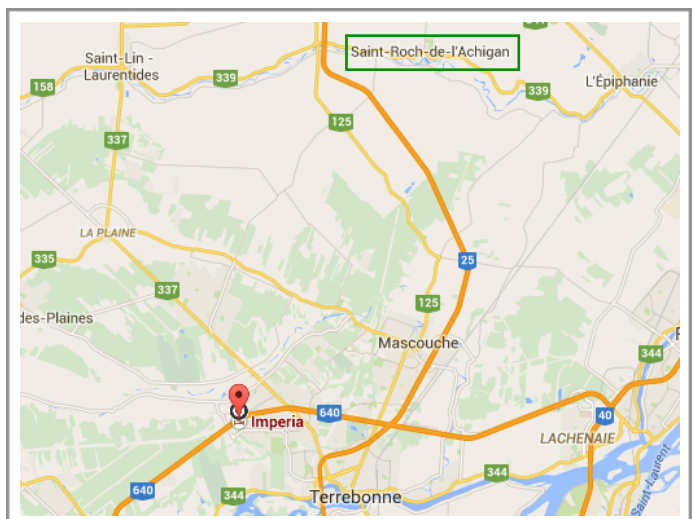 Saint-Roch-de-l'Achigan
Saint-Lin -
Laurentides
339
158
L'Épiphanie
339
125
337
LA PLAINE
335
25
337
125
des-Plaines
Mascouche
344
640
40
Imperia
LACHENAIE
344
640
344
Terrebonne
Saint-Laurent